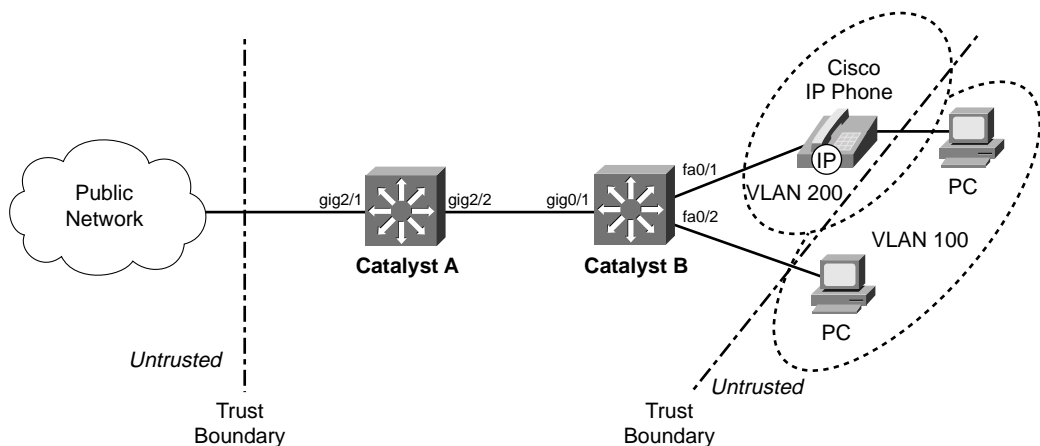 Cisco
IP Phone
Public
Network
gig2/1
gig2/2
gig0/1
fa0/1
fa0/2
IP
VLAN 200
PC
Catalyst A
Catalyst B
VLAN 100
PC
Untrusted
Trust
Boundary
Trust
Boundary
Untrusted